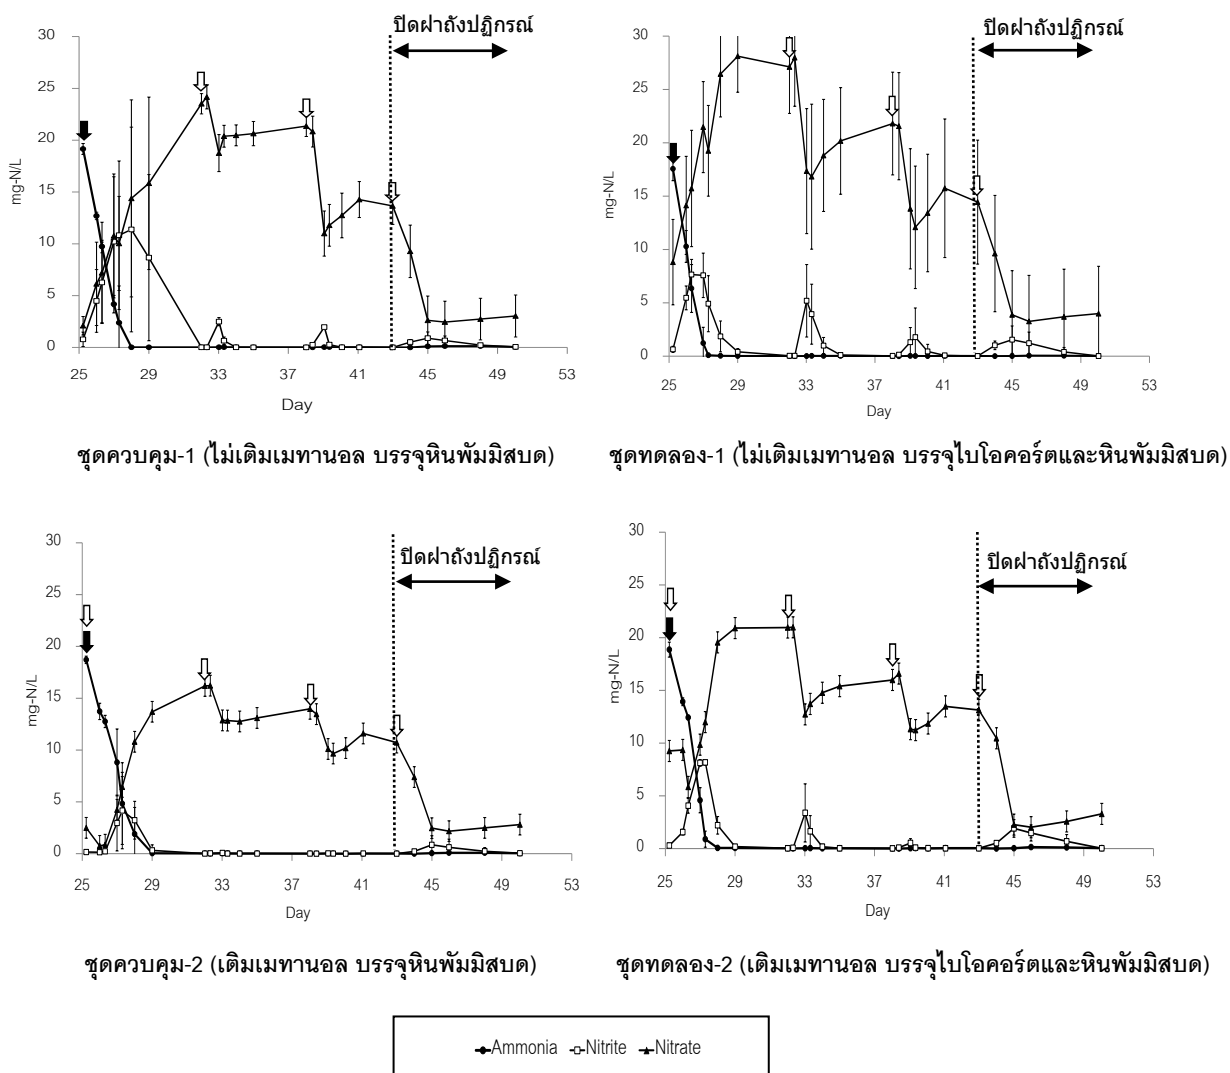 ปิดฝาถังปฏิกรณ์
30
25
20
15
10
5
0
mg-N/L
25 29 33 37 41 45 49 53
Day
ชุดควบคุม-1 (ไม่เติมเมทานอล บรรจุหินพัมมิสบด)
ปิดฝาถังปฏิกรณ์
30
25
20
15
10
5
0
mg-N/L
25 29 33 37 41 45 49 53
Day
ชุดทดลอง-1 (ไม่เติมเมทานอล บรรจุไบโอคอร์ตและหินพัมมิสบด)
ปิดฝาถังปฏิกรณ์
30
25
20
15
10
5
0
mg-N/L
25 29 33 37 41 45 49 53
Day
ชุดควบคุม-2 (เติมเมทานอล บรรจุหินพัมมิสบด)
ปิดฝาถังปฏิกรณ์
30
25
20
15
10
5
0
mg-N/L
25 29 33 37 41 45 49 53
Day
ชุดทดลอง-2 (เติมเมทานอล บรรจุไบโอคอร์ตและหินพัมมิสบด)
Ammonia Nitrite Nitrate